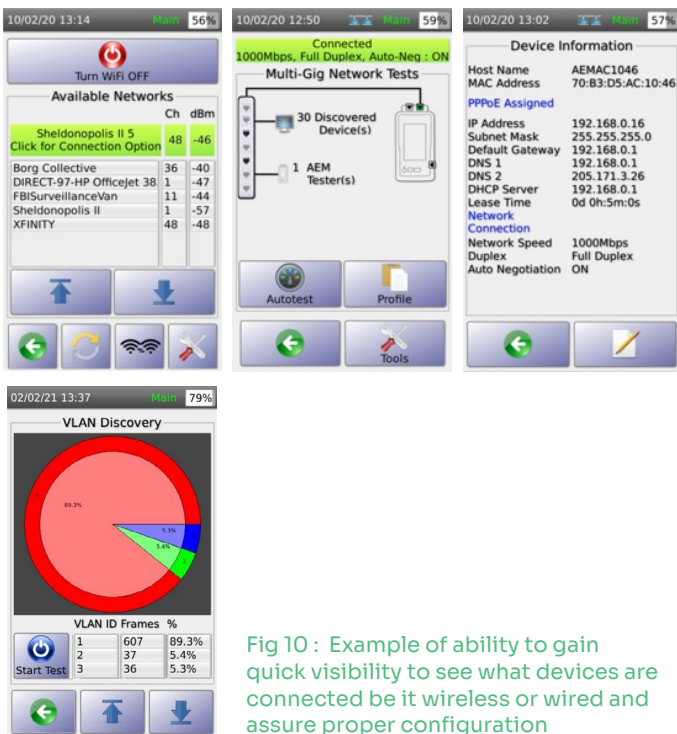 10/02/20 13:14 Main 56%
Turn WiFi OFF
Available Networks
Ch dBm
Sheldonopolis II 5
Click for Connection Option 48 -46
Borg Collective 36 -40
DIRECT-97-HP OfficeJet 38 1 -47
FBISurveillanceVan 11 -44
Sheldonopolis II 1 -57
XFINITY 48 -48
10/02/20 12:50 Main 59%
Connected
1000Mbps, Full Duplex, Auto-Neg : ON
Multi-Gig Network Tests
30 Discovered
Device(s)
1 AEM
Tester(s)
Autotest Profile
Tools
10/02/20 13:02 Main 57%
Device Information
Host Name AEMAC1046
MAC Address 70:B3:D5:AC:10:46
PPPoE Assigned
IP Address 192.168.0.16
Subnet Mask 255.255.255.0
Default Gateway 192.168.0.1
DNS 1 192.168.0.1
DNS 2 205.171.3.26
DHCP Server 192.168.0.1
Lease Time 0d 0h:5m:0s
Network
Connection
Network Speed 1000Mbps
Duplex Full Duplex
Auto Negotiation ON
02/02/21 13:37 Main 79%
VLAN Discovery
89.3%
5.3%
5.4%
VLAN ID Frames %
1 607 89.3%
2 37 5.4%
3 36 5.3%
Start Test
Fig 10 : Example of ability to gain
quick visibility to see what devices are
connected be it wireless or wired and
assure proper configuration